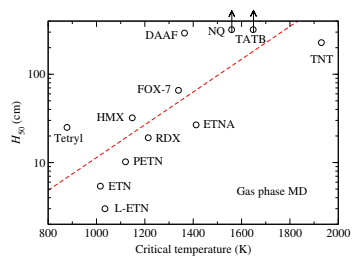 DAAF
NQ
TATB
TNT
100
FOX-7
HMX
ETNA
Tetryl
RDX
H50 (cm)
10
PETN
ETN
Gas phase MD
L-ETN
800
1000
1200
1400
1600
1800
2000
Critical temperature (K)